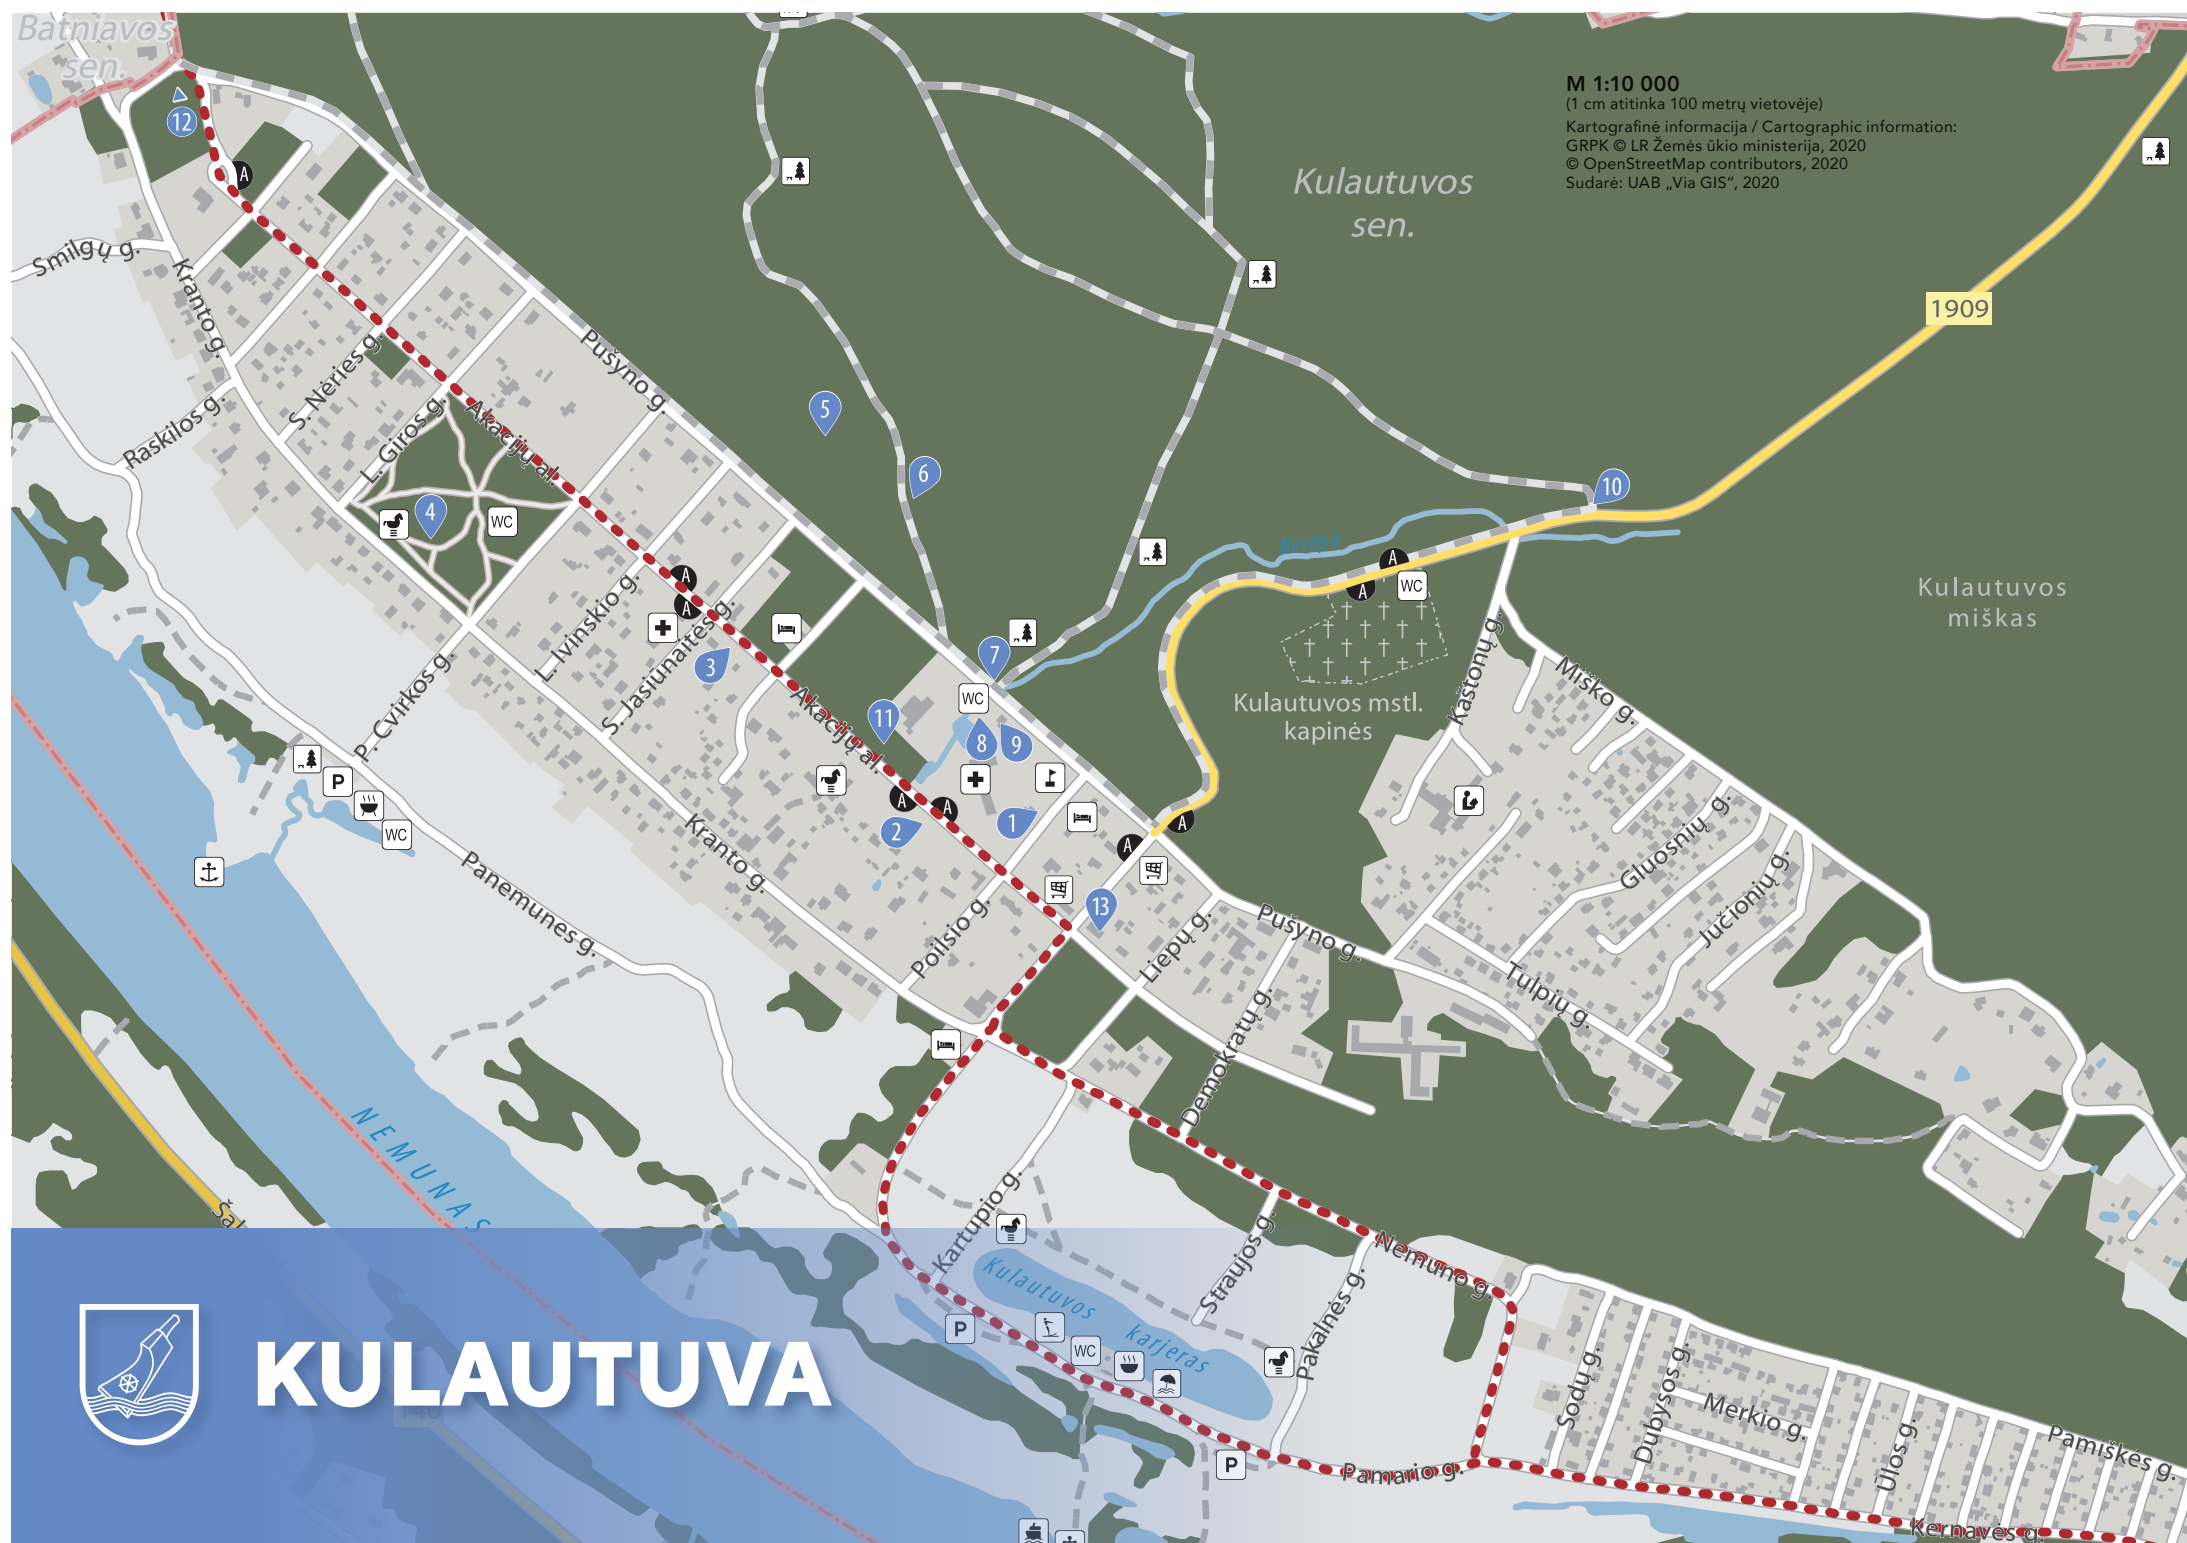 Batniavos
sen.
M 1:10 000
(1 cm atitinka 100 metrų vietovėje)
Kartografinė informacija / Cartographic information:
GRPK © LR Žemės ūkio ministerija, 2020
© OpenStreetMap contributors, 2020
Sudarė: UAB „Via GIS“, 2020
12
A
Kulautuvos
sen.
Smilgų g.
Kranto g.
1909
Pušyno g.
S. Nėries g.
Raskilos g.
L. Giros g.
Akacijų al.
5
6
10
4
WC
Nerėpa
A
A
WC
Kulautuvos
miškas
A
A
L. Ivinskio g.
S. Jasiunaitės g.
3
7
Kaštonų g.
Miško g.
P. Cvirkos g.
WC
Akacijų al.
11
8
9
Kulautuvos mstl.
kapinės
P
WC
A
A
2
1
A
A
Kranto g.
Panemunės g.
Gluosnių g.
Jučionių g.
13
Poilsio g.
Liepų g.
Pušyno g.
Tulpių g.
Demokratų g.
NEMUNAS
Kartupio g.
Straujos g.
Nemuno g.
Kulautuvos
karjeras
Pakalnės g.
P
WC
KULAUTUVA
140
Sodų g.
Dubysos g.
Merkio g.
Ūlos g.
Pamiškės g.
P
Pamario g.
Kernavės g.